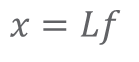 x = Lf